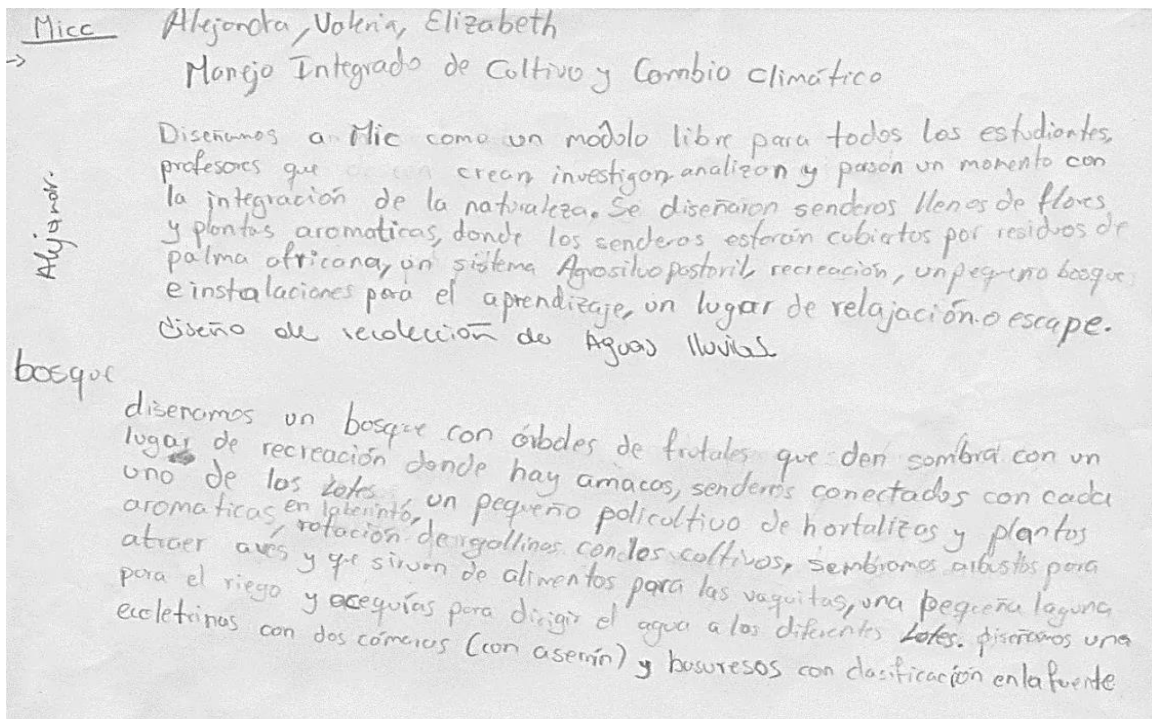 Micc Alejandra, Valeria, Elizabeth
→ Manejo Integrado de Cultivo y Cambio Climático
Diseñamos a Mic como un módulo libre para todos los estudiantes,
profesores que crean, investigan, analizan y pasan un momento con
la integración de la naturaleza. Se diseñaron senderos llenos de flores
y plantas aromaticas, donde los senderos estarán cubiertos por residuos de
palma africana, un sistema Agrosilvopastoril, recreación, un pequeno bosque
e instalaciones para el aprendizaje, un lugar de relajación o escape.
diseño de recolección de Aguas lluvias
bosque
disenamos un bosque con árboles de frutales que den sombra con un
lugar de recreación donde hay amacas, senderos conectados con cada
uno de los Lotes, un pequeño policultivo de hortalizas y plantas
aromaticas en laberinto, rotación de gallinas con los cultivos, sembramos arbustos para
atraer aves y que sirven de alimentos para las vaquitas, una pequeña laguna
para el riego y acequías para dirigir el agua a los diferentes Lotes. diseñamos una
ecoletrinas con dos cámaras (con aserrín) y basureros con clasificación en la fuente